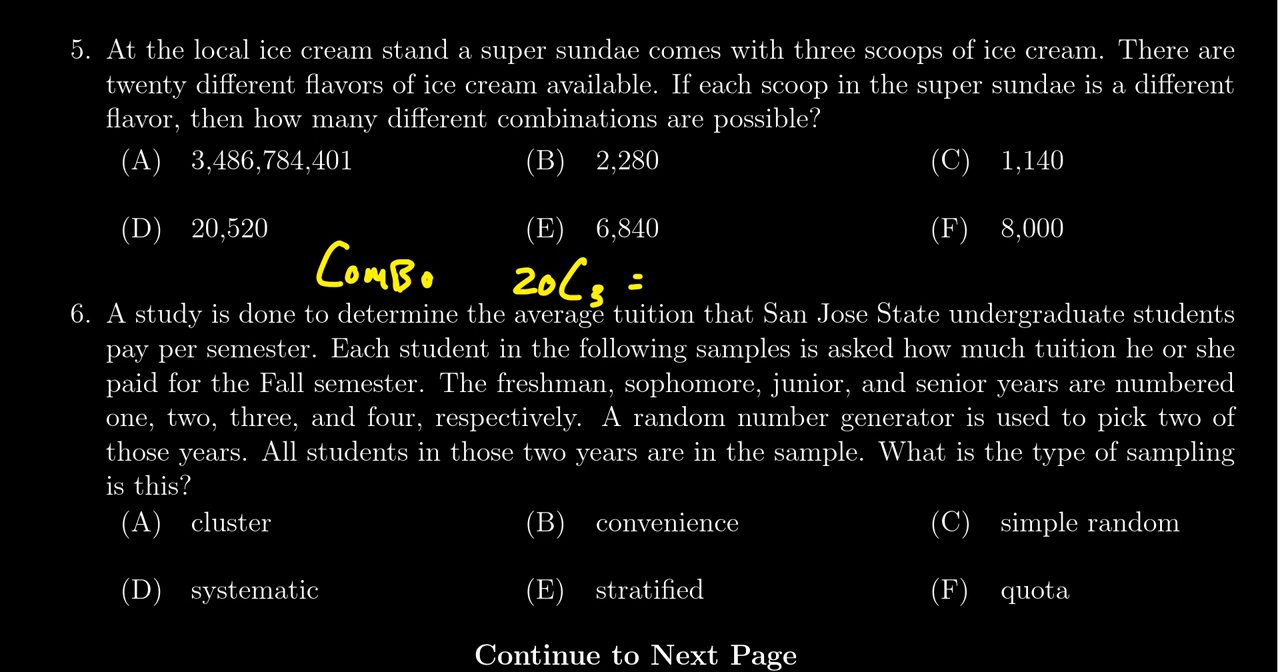 5. At the local ice cream stand a super sundae comes with three scoops of ice cream. There are
twenty different flavors of ice cream available. If each scoop in the super sundae is a different
flavor, then how many different combinations are possible?
(A) 3,486,784,401 (B) 2,280 (C) 1,140
(D) 20,520 (E) 6,840 (F) 8,000
ComBo 20C3 =
6. A study is done to determine the average tuition that San Jose State undergraduate students
pay per semester. Each student in the following samples is asked how much tuition he or she
paid for the Fall semester. The freshman, sophomore, junior, and senior years are numbered
one, two, three, and four, respectively. A random number generator is used to pick two of
those years. All students in those two years are in the sample. What is the type of sampling
is this?
(A) cluster (B) convenience (C) simple random
(D) systematic (E) stratified (F) quota
Continue to Next Page